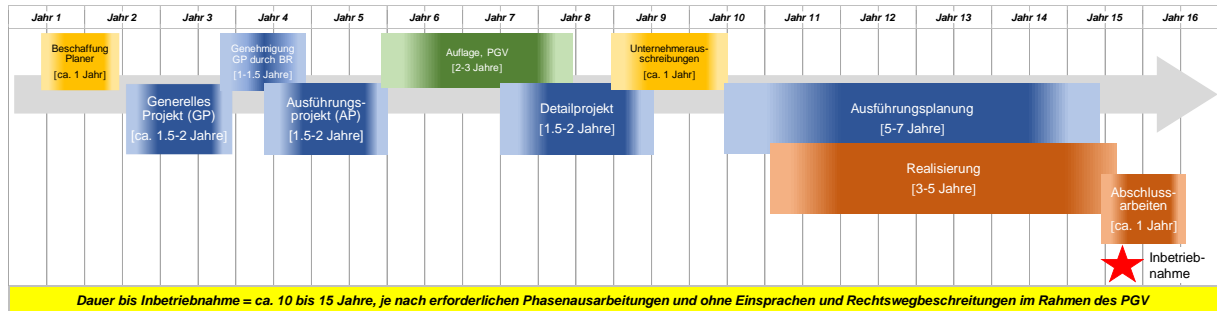 Jahr 1
Jahr 2
Jahr 3
Jahr 4
Jahr 5
Jahr 6
Jahr 7
Jahr 8
Jahr 9
Jahr 10
Jahr 11
Jahr 12
Jahr 13
Jahr 14
Jahr 15
Jahr 16
Beschaffung
Planer
[ca. 1 Jahr]
Genehmigung
GP durch BR
[1-1.5 Jahre]
Auflage, PGV
[2-3 Jahre]
Unternehmeraus-
schreibungen
[ca. 1 Jahr]
Generelles
Projekt (GP)
[ca. 1.5-2 Jahre]
Ausführungs-
projekt (AP)
[1.5-2 Jahre]
Detailprojekt
[1.5-2 Jahre]
Ausführungsplanung
[5-7 Jahre]
Realisierung
[3-5 Jahre]
Abschluss-
arbeiten
[ca. 1 Jahr]
Inbetrieb-
nahme
Dauer bis Inbetriebnahme = ca. 10 bis 15 Jahre, je nach erforderlichen Phasenausarbeitungen und ohne Einsprachen und Rechtswegbeschreitungen im Rahmen des PGV